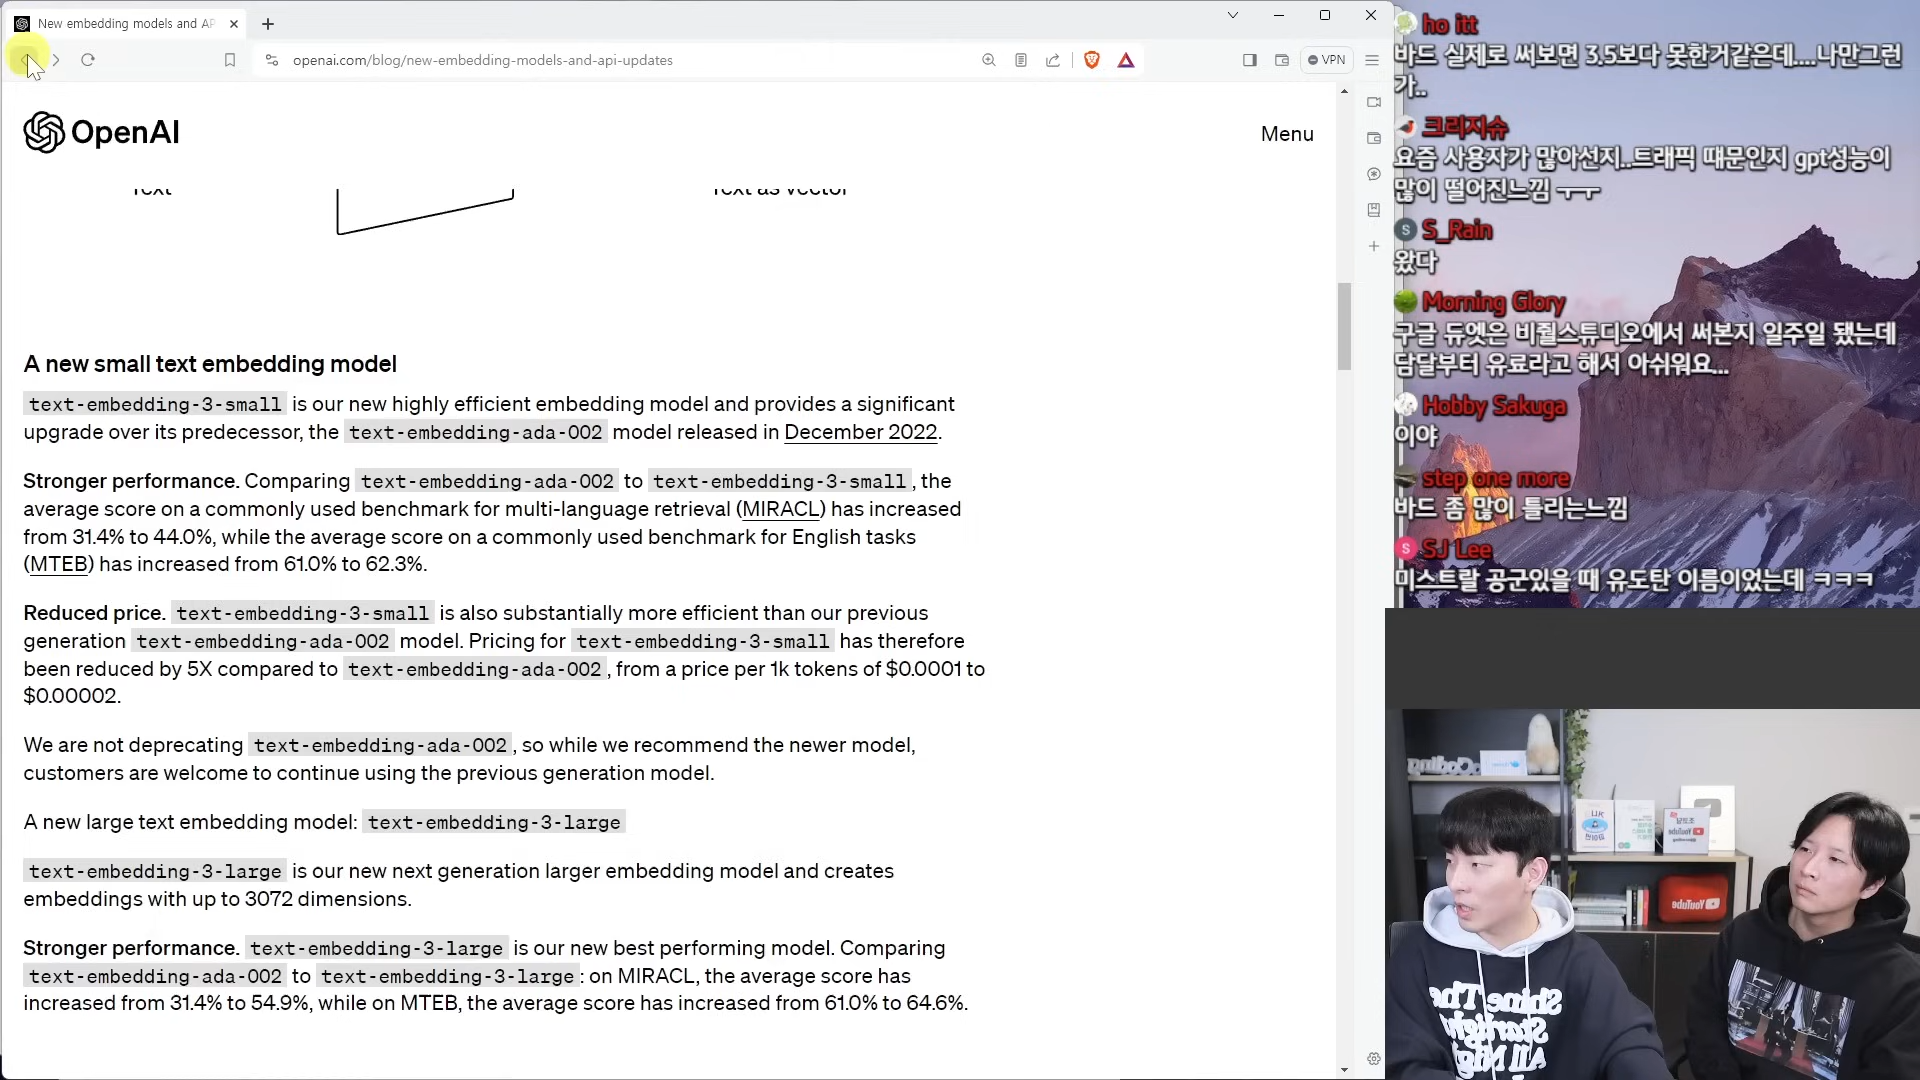 New embedding models and AP
openai.com/blog/new-embedding-models-and-api-updates
VPN
OpenAI
Menu
Text
Text as vector
A new small text embedding model
text-embedding-3-small is our new highly efficient embedding model and provides a significant
upgrade over its predecessor, the text-embedding-ada-002 model released in December 2022.
Stronger performance. Comparing text-embedding-ada-002 to text-embedding-3-small, the
average score on a commonly used benchmark for multi-language retrieval (MIRACL) has increased
from 31.4% to 44.0%, while the average score on a commonly used benchmark for English tasks
(MTEB) has increased from 61.0% to 62.3%.
Reduced price. text-embedding-3-small is also substantially more efficient than our previous
generation text-embedding-ada-002 model. Pricing for text-embedding-3-small has therefore
been reduced by 5X compared to text-embedding-ada-002, from a price per 1k tokens of $0.0001 to
$0.00002.
We are not deprecating text-embedding-ada-002, so while we recommend the newer model,
customers are welcome to continue using the previous generation model.
A new large text embedding model: text-embedding-3-large
text-embedding-3-large is our new next generation larger embedding model and creates
embeddings with up to 3072 dimensions.
Stronger performance. text-embedding-3-large is our new best performing model. Comparing
text-embedding-ada-002 to text-embedding-3-large: on MIRACL, the average score has
increased from 31.4% to 54.9%, while on MTEB, the average score has increased from 61.0% to 64.6%.
ho itt
바드 실제로 써보면 3.5보다 못한거같은데....나만그런
가..
크리지슈
요즘 사용자가 많아선지..트래픽 떄문인지 gpt성능이
많이 떨어진느낌 ㅜㅜ
S S_Rain
왔다
Morning Glory
구글 듀엣은 비쥘스튜디오에서 써본지 일주일 됐는데
담달부터 유료라고 해서 아쉬워요...
Hobby Sakuga
이야
step one more
바드 좀 많이 틀리는느낌
S SJ Lee
미스트랄 공군있을 때 유도탄 이름이었는데 ㅋㅋㅋ
Coding
YouTube
YouTube
Shine The
Starlight
All Nig